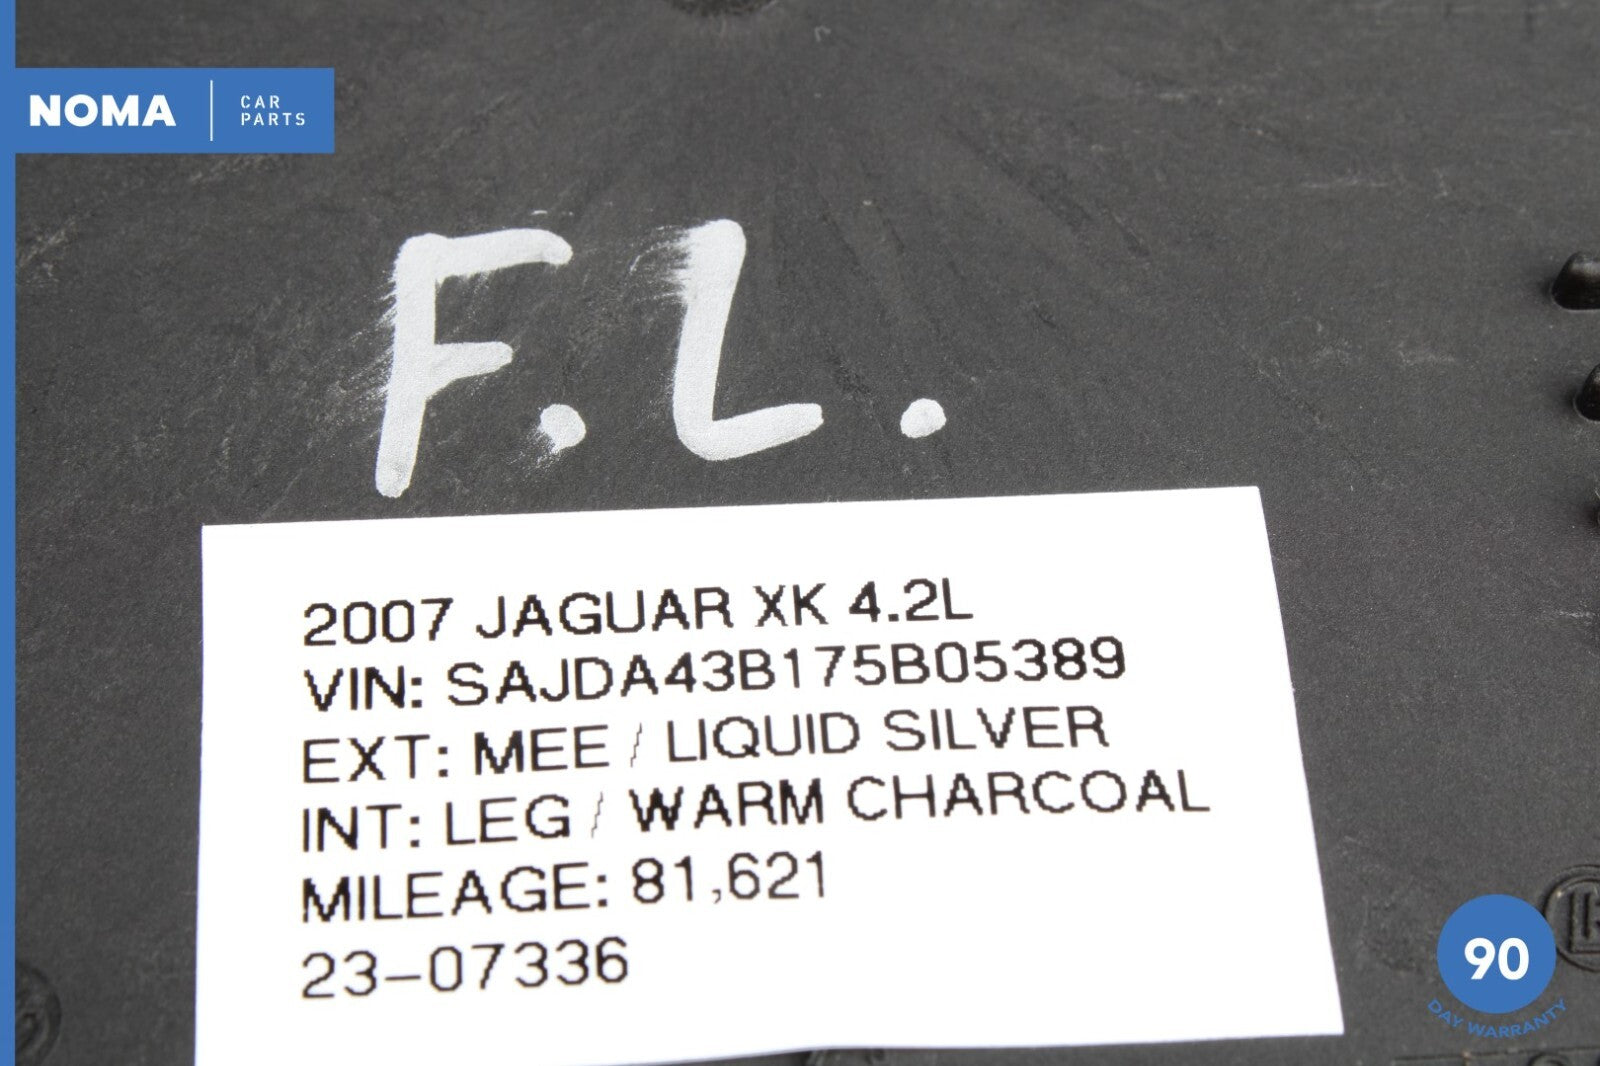 NOMA
CAR
PARTS
F.L.
2007 JAGUAR XK 4.2L
VIN: SAJDA43B175B05389
EXT: MEE / LIQUID SILVER
INT: LEG / WARM CHARCOAL
MILEAGE: 81,621
23-07336
90
DAY WARRANTY